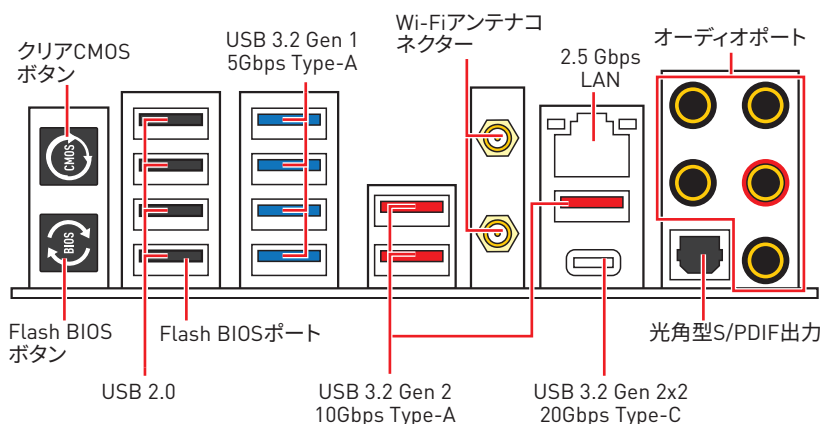 クリアCMOS
ボタン
USB 3.2 Gen 1
5Gbps Type-A
Wi-Fiアンテナコ
ネクター
2.5 Gbps
LAN
オーディオポート
CMOS
BIOS
Flash BIOS
ボタン
Flash BIOSポート
光角型S/PDIF出力
USB 2.0
USB 3.2 Gen 2
10Gbps Type-A
USB 3.2 Gen 2x2
20Gbps Type-C